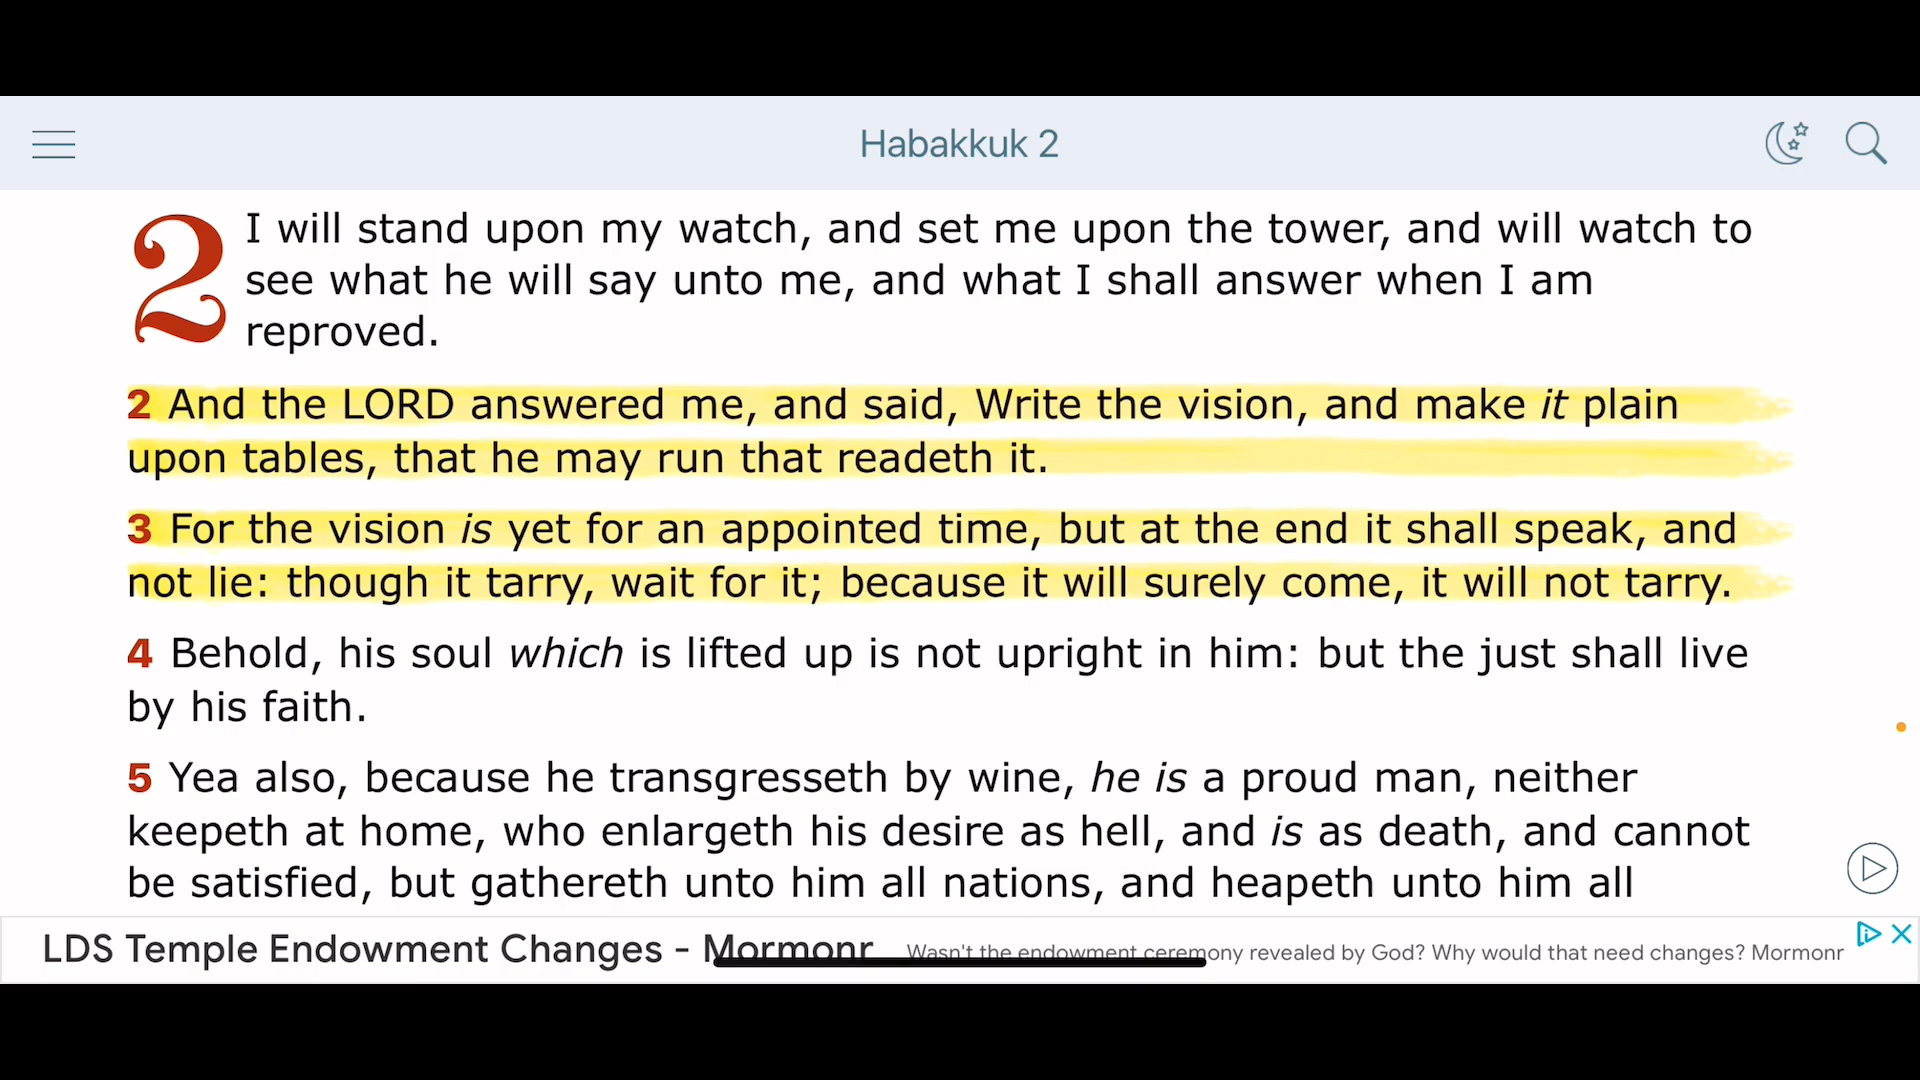 Habakkuk 2
2 I will stand upon my watch, and set me upon the tower, and will watch to
see what he will say unto me, and what I shall answer when I am
reproved.
2 And the LORD answered me, and said, Write the vision, and make it plain
upon tables, that he may run that readeth it.
3 For the vision is yet for an appointed time, but at the end it shall speak, and
not lie: though it tarry, wait for it; because it will surely come, it will not tarry.
4 Behold, his soul which is lifted up is not upright in him: but the just shall live
by his faith.
5 Yea also, because he transgresseth by wine, he is a proud man, neither
keepeth at home, who enlargeth his desire as hell, and is as death, and cannot
be satisfied, but gathereth unto him all nations, and heapeth unto him all
LDS Temple Endowment Changes - Mormonr Wasn't the endowment ceremony revealed by God? Why would that need changes? Mormonr